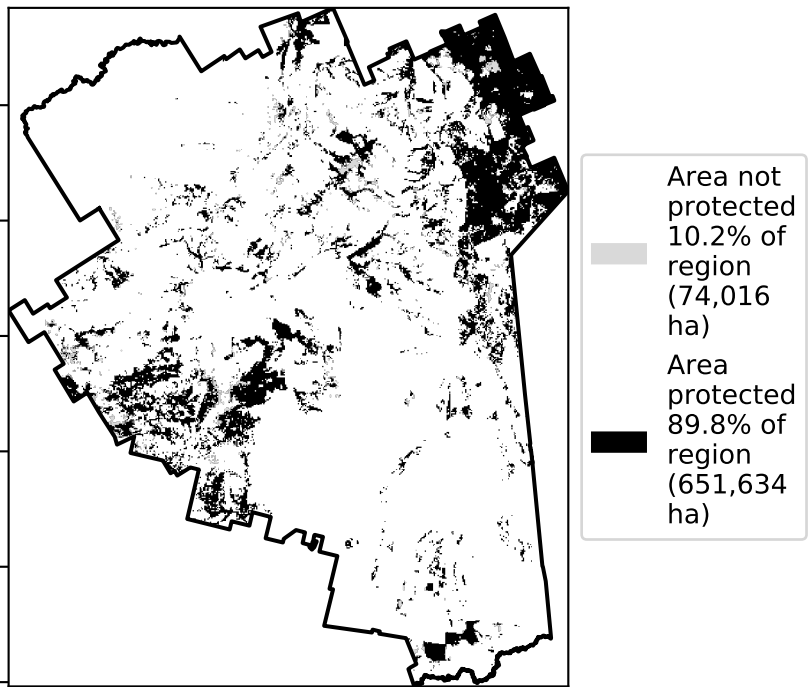 Area not
protected
10.2% of
region
(74,016
ha)
Area
protected
89.8% of
region
(651,634
ha)